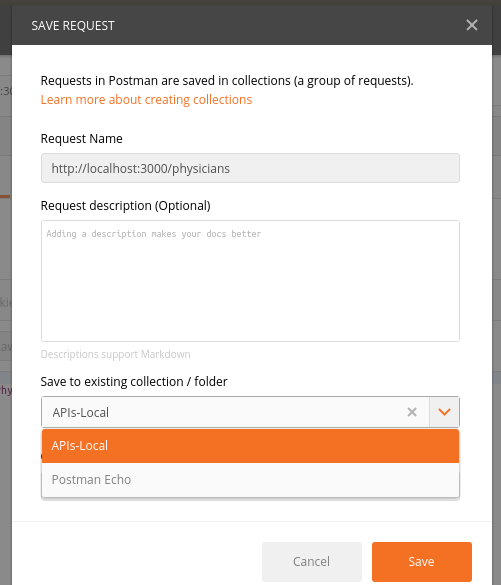 SAVE REQUEST
Requests in Postman are saved in collections (a group of requests).
Learn more about creating collections
Request Name
http://localhost:3000/physicians
Request description (Optional)
Adding a description makes your docs better
Descriptions support Markdown
Save to existing collection / folder
APIs-Local
APIs-Local
Postman Echo
Cancel
Save